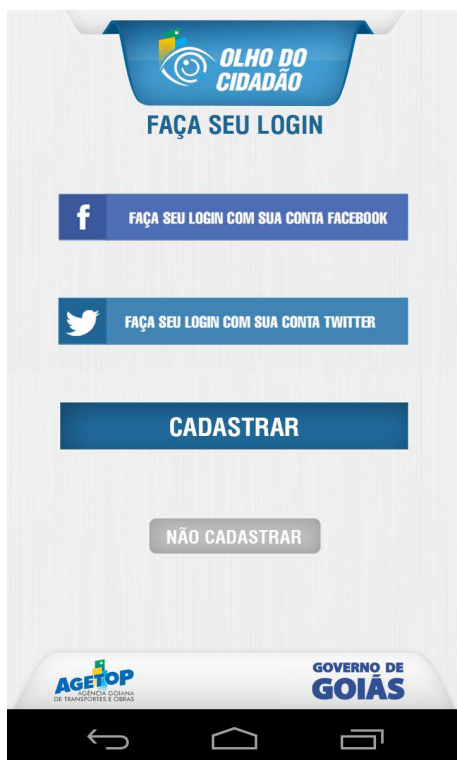 OLHO DO
CIDADÃO
FAÇA SEU LOGIN
f FAÇA SEU LOGIN COM SUA CONTA FACEBOOK
FAÇA SEU LOGIN COM SUA CONTA TWITTER
CADASTRAR
NÃO CADASTRAR
AGETOP
AGÊNCIA GOIANA
DE TRANSPORTES E OBRAS
GOVERNO DE
GOIÁS